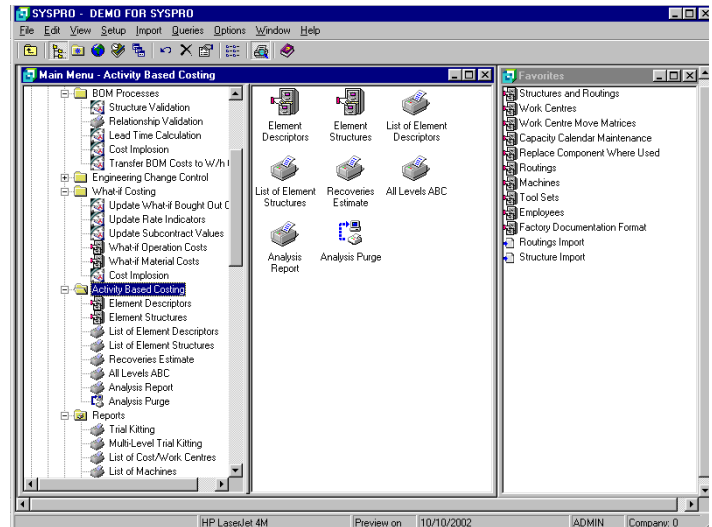 SYSPRO - DEMO FOR SYSPRO
File Edit View Setup Import Queries Options Window Help
Main Menu - Activity Based Costing
BOM Processes
Structure Validation
Relationship Validation
Lead Time Calculation
Cost Implosion
Transfer BOM Costs to W/h
Engineering Change Control
What-if Costing
Update What-if Bought Out C
Update Rate Indicators
Update Subcontract Values
What-if Operation Costs
What-if Material Costs
Cost Implosion
Activity Based Costing
Element Descriptors
Element Structures
List of Element Descriptors
List of Element Structures
Recoveries Estimate
All Levels ABC
Analysis Report
Analysis Purge
Reports
Trial Kitting
Multi-Level Trial Kitting
List of Cost/Work Centres
List of Machines
Element
Descriptors
Element
Structures
List of Element
Descriptors
List of Element
Structures
Recoveries
Estimate
All Levels ABC
Analysis
Report
Analysis Purge
Favorites
Structures and Routings
Work Centres
Work Centre Move Matrices
Capacity Calendar Maintenance
Replace Component Where Used
Routings
Machines
Tool Sets
Employees
Factory Documentation Format
Routings Import
Structure Import
HP LaserJet 4M Preview on 10/10/2002 ADMIN Company: 0